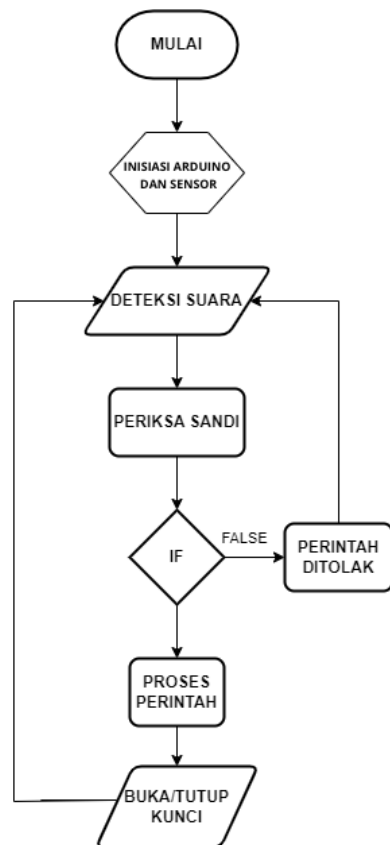 MULAI
INISIASI ARDUINO
DAN SENSOR
DETEKSI SUARA
PERIKSA SANDI
IF
FALSE
PERINTAH
DITOLAK
PROSES
PERINTAH
BUKA/TUTUP
KUNCI